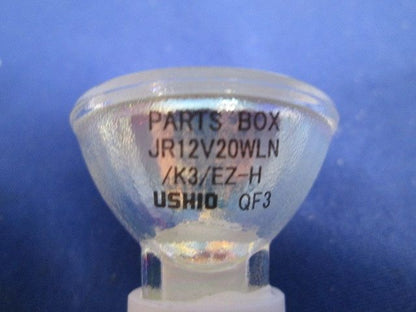 PARTS BOX
JR12V20WLN
/K3/EZ-H
USHIO QF3